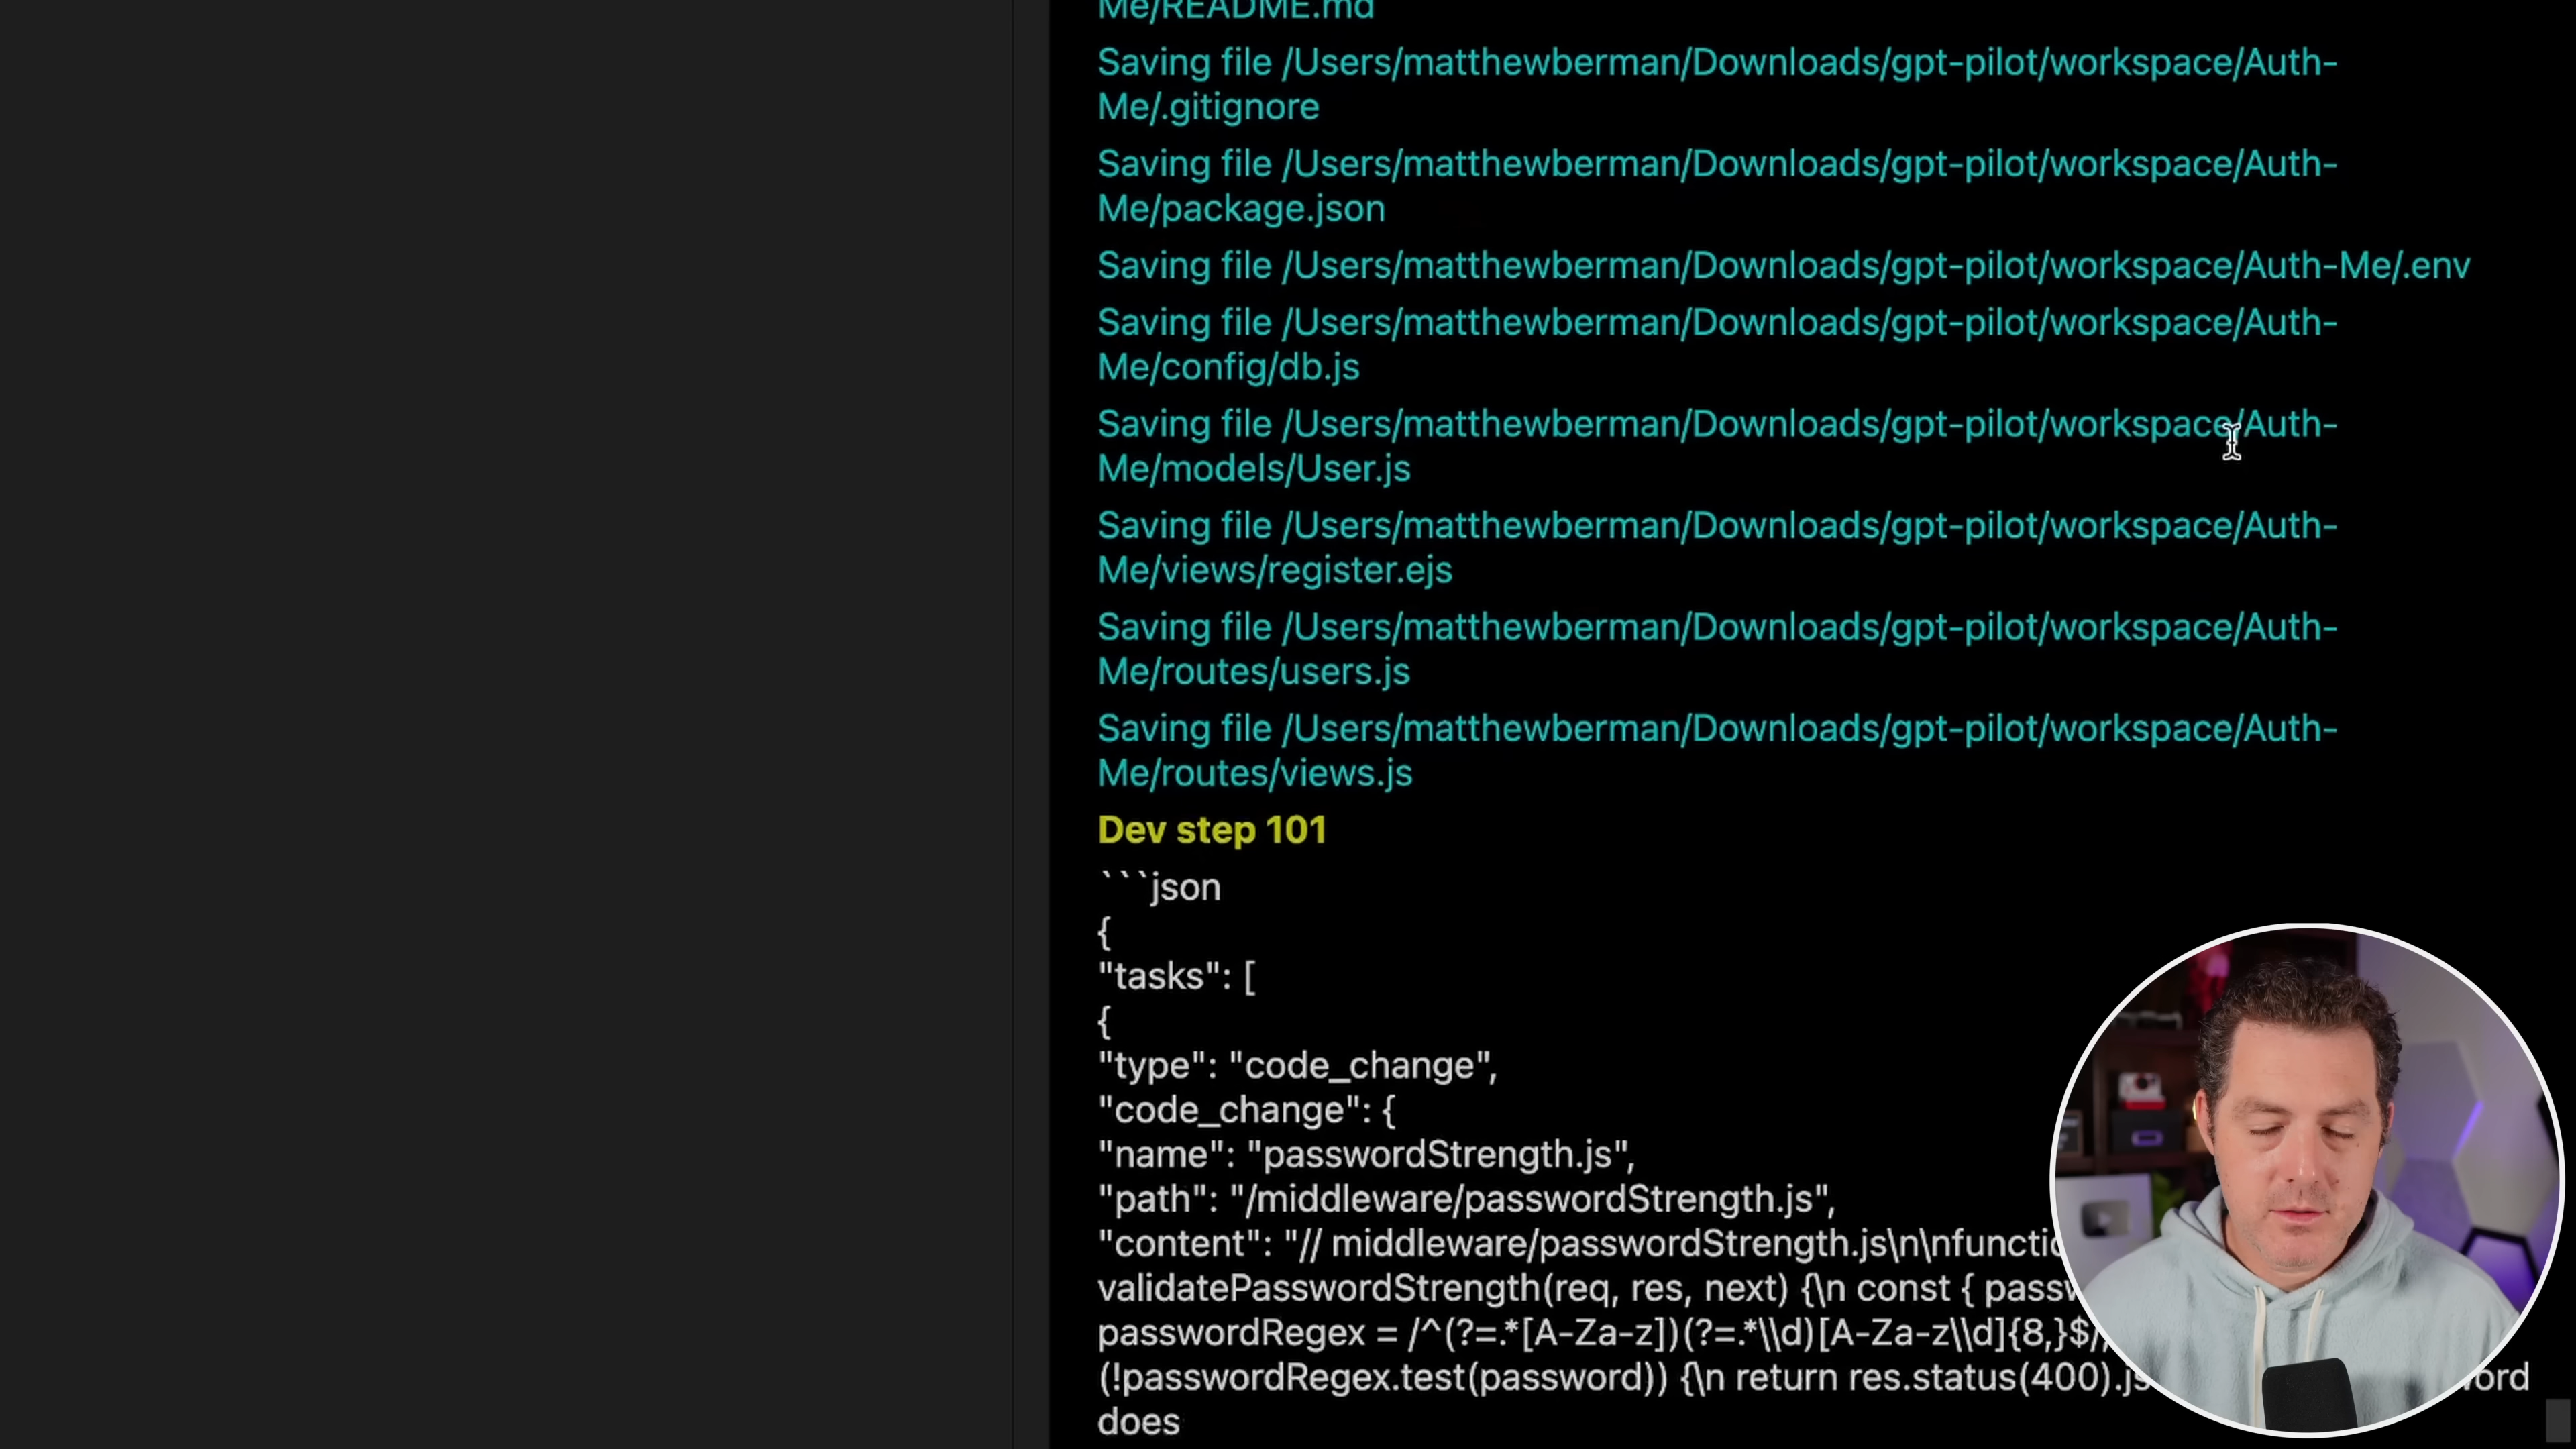 Me/README.md
Saving file /Users/matthewberman/Downloads/gpt-pilot/workspace/Auth-
Me/.gitignore
Saving file /Users/matthewberman/Downloads/gpt-pilot/workspace/Auth-
Me/package.json
Saving file /Users/matthewberman/Downloads/gpt-pilot/workspace/Auth-Me/.env
Saving file /Users/matthewberman/Downloads/gpt-pilot/workspace/Auth-
Me/config/db.js
Saving file /Users/matthewberman/Downloads/gpt-pilot/workspace/Auth-
Me/models/User.js
Saving file /Users/matthewberman/Downloads/gpt-pilot/workspace/Auth-
Me/views/register.ejs
Saving file /Users/matthewberman/Downloads/gpt-pilot/workspace/Auth-
Me/routes/users.js
Saving file /Users/matthewberman/Downloads/gpt-pilot/workspace/Auth-
Me/routes/views.js
Dev step 101
```json
{
"tasks": [
{
"type": "code_change",
"code_change": {
"name": "passwordStrength.js",
"path": "/middleware/passwordStrength.js",
"content": "// middleware/passwordStrength.js\n\nfunctio
validatePasswordStrength(req, res, next) {\n const { passw
passwordRegex = /^(?=.*[A-Za-z])(?=.*\\d)[A-Za-z\\d]{8,}$/
(!passwordRegex.test(password)) {\n return res.status(400).js ord
does